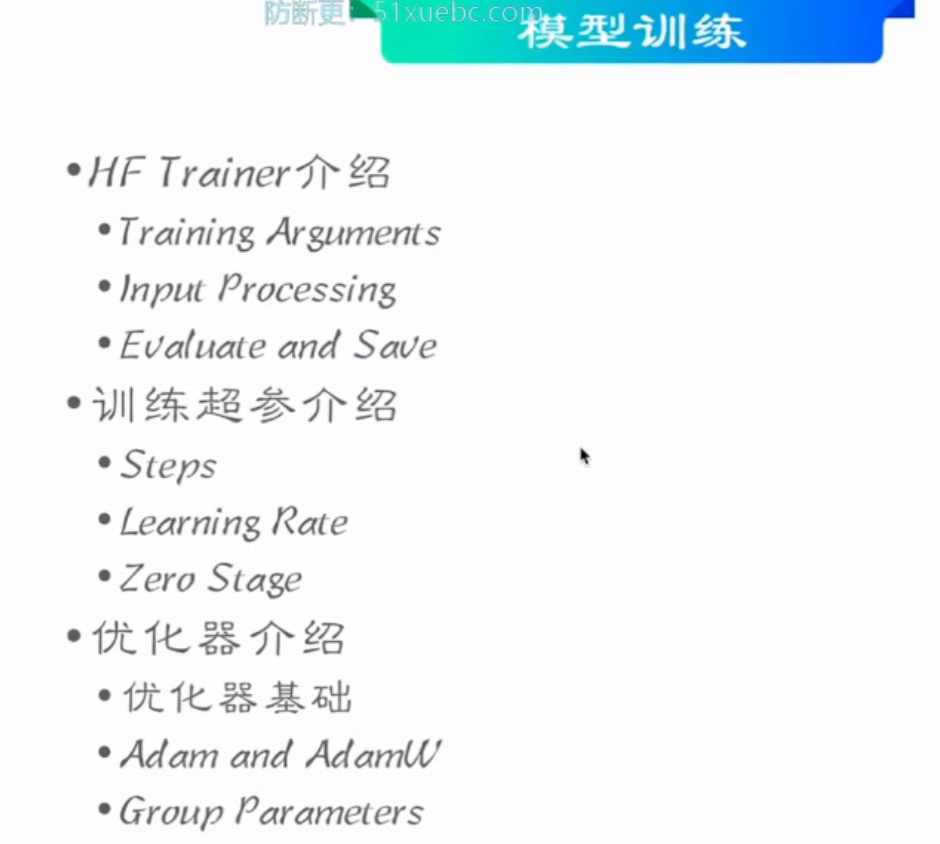 防断更 51xuebc.com
模型训练
•HF Trainer介绍
•Training Arguments
•Input Processing
•Evaluate and Save
•训练超参介绍
•Steps
•Learning Rate
•Zero Stage
•优化器介绍
•优化器基础
•Adam and AdamW
•Group Parameters